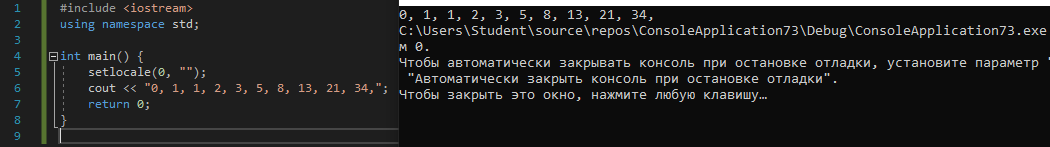 1 #include <iostream>
2 using namespace std;
3
4 int main() {
5 setlocale(0, "");
6 cout << "0, 1, 1, 2, 3, 5, 8, 13, 21, 34,";
7 return 0;
8 }
9
0, 1, 1, 2, 3, 5, 8, 13, 21, 34,
C:\Users\Student\source\repos\ConsoleApplication73\Debug\ConsoleApplication73.exe
м 0.
Чтобы автоматически закрывать консоль при остановке отладки, установите параметр "
"Автоматически закрыть консоль при остановке отладки".
Чтобы закрыть это окно, нажмите любую клавишу…